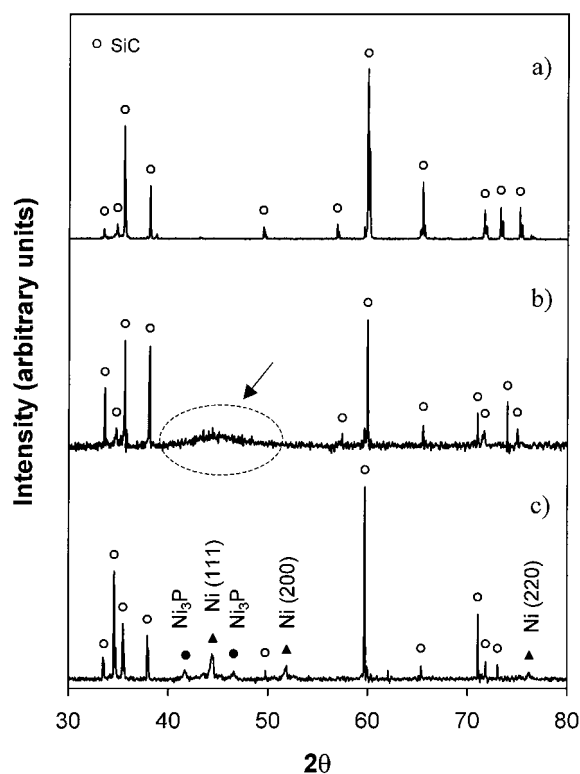 SiC
a)
b)
c)
Ni₃P
Ni (111)
Ni₃P
Ni (200)
Ni (220)
Intensity (arbitrary units)
30 40 50 60 70 80
2θ